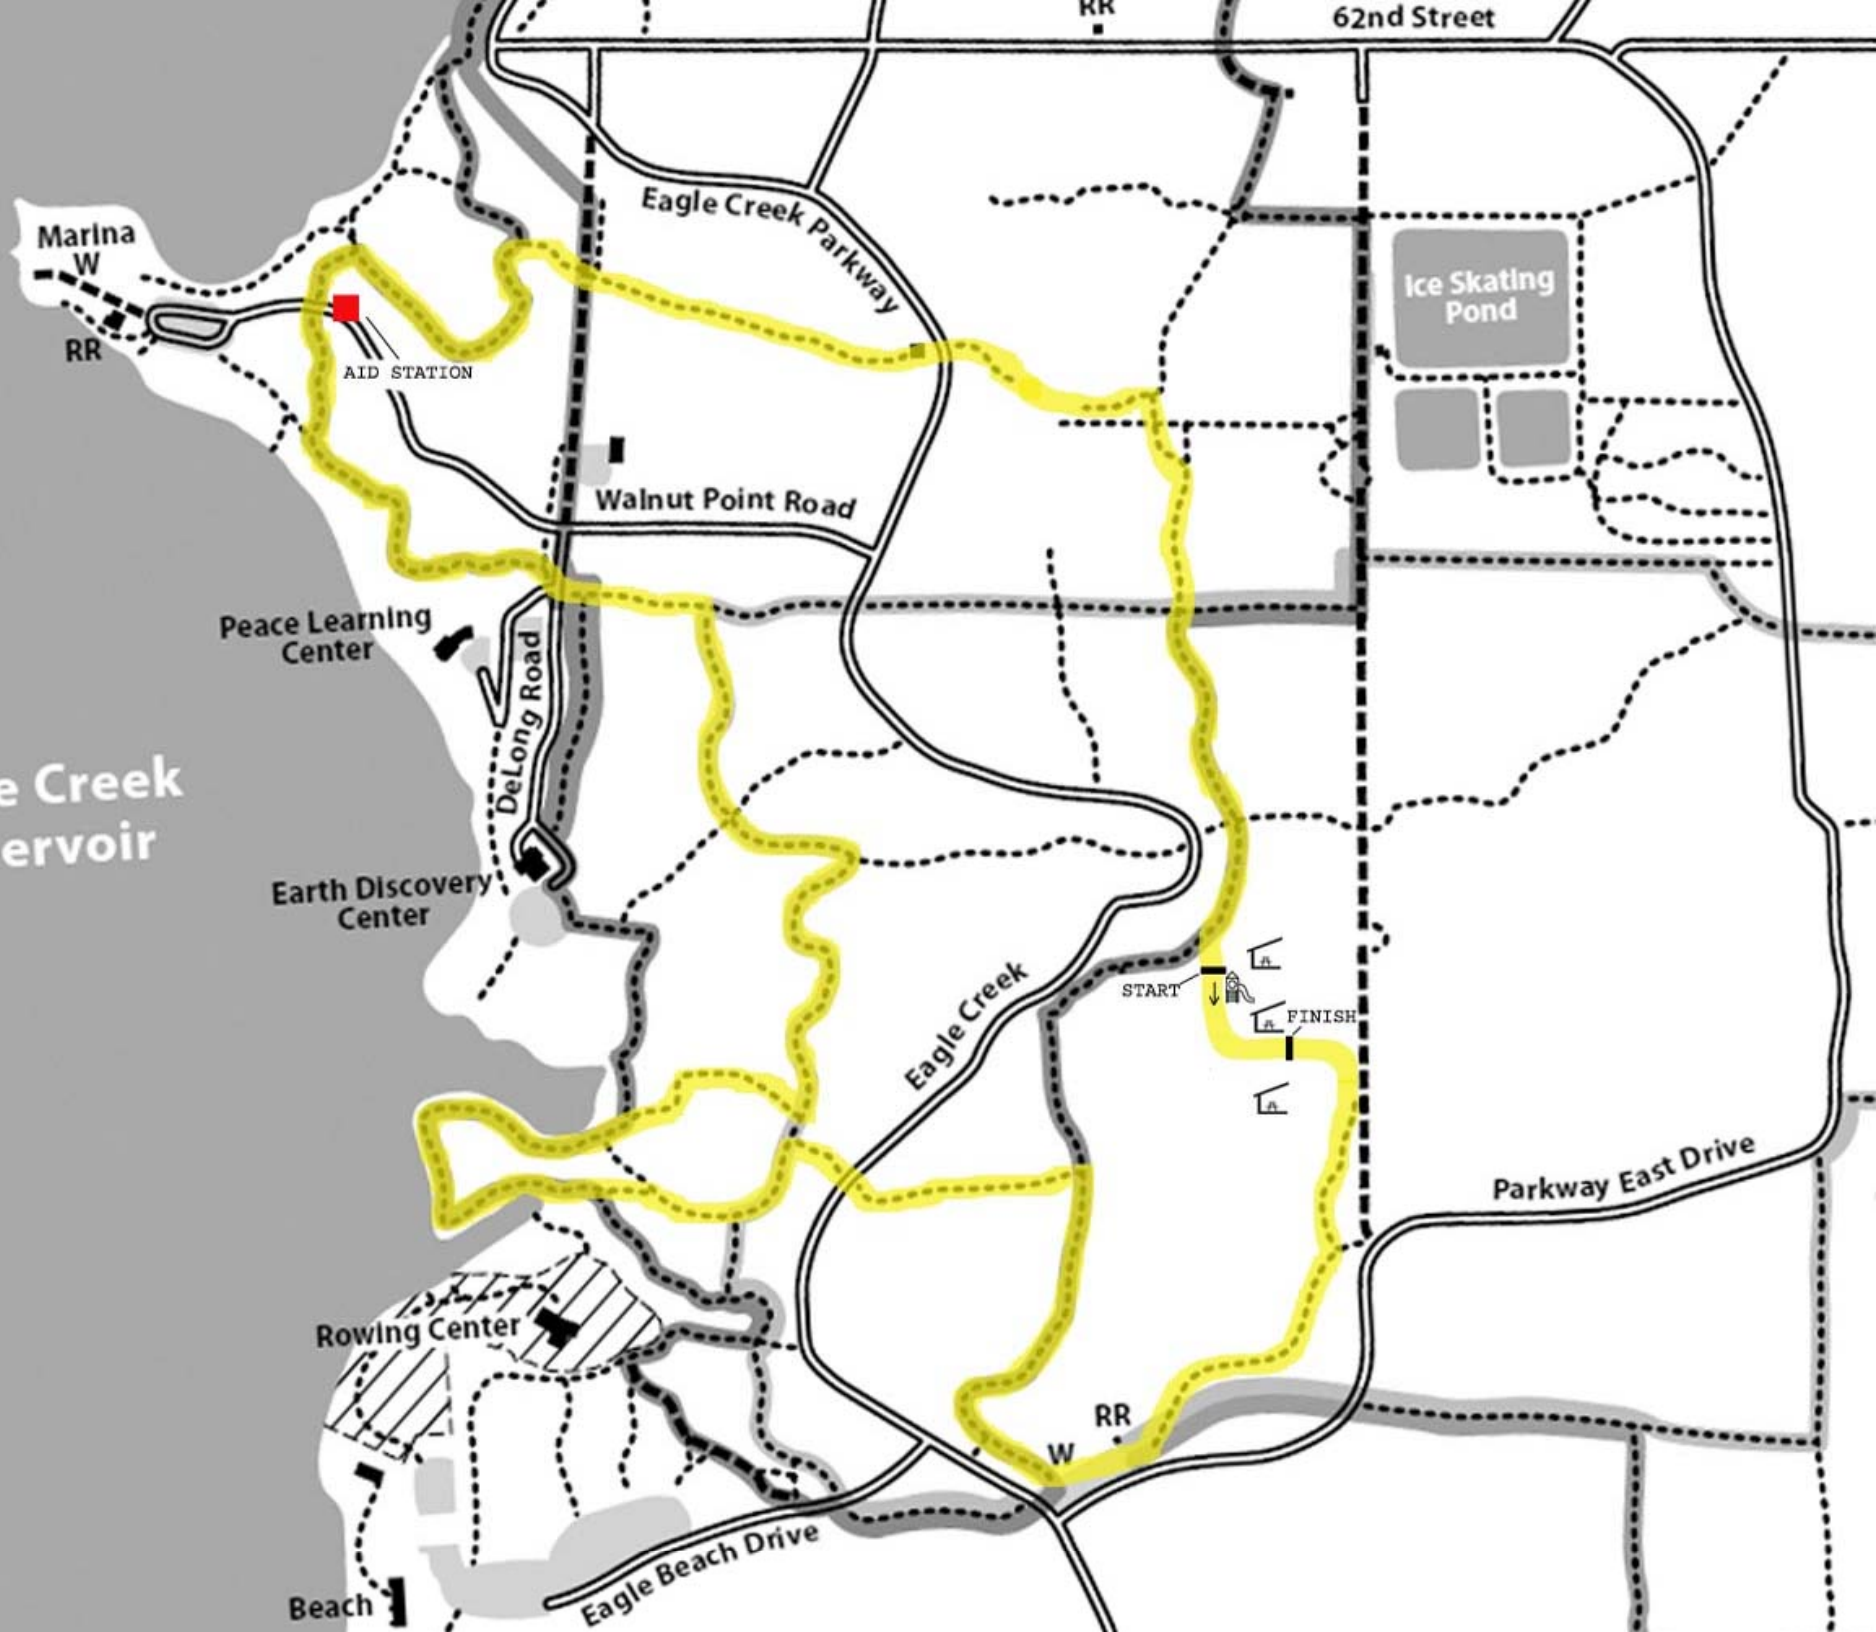 RR
62nd Street
Eagle Creek Parkway
Marina
W
RR
Ice Skating
Pond
AID STATION
Walnut Point Road
Peace Learning
Center
DeLong Road
e Creek
ervoir
Earth Discovery
Center
START
FINISH
Eagle Creek
Parkway East Drive
Rowing Center
RR
W
Eagle Beach Drive
Beach